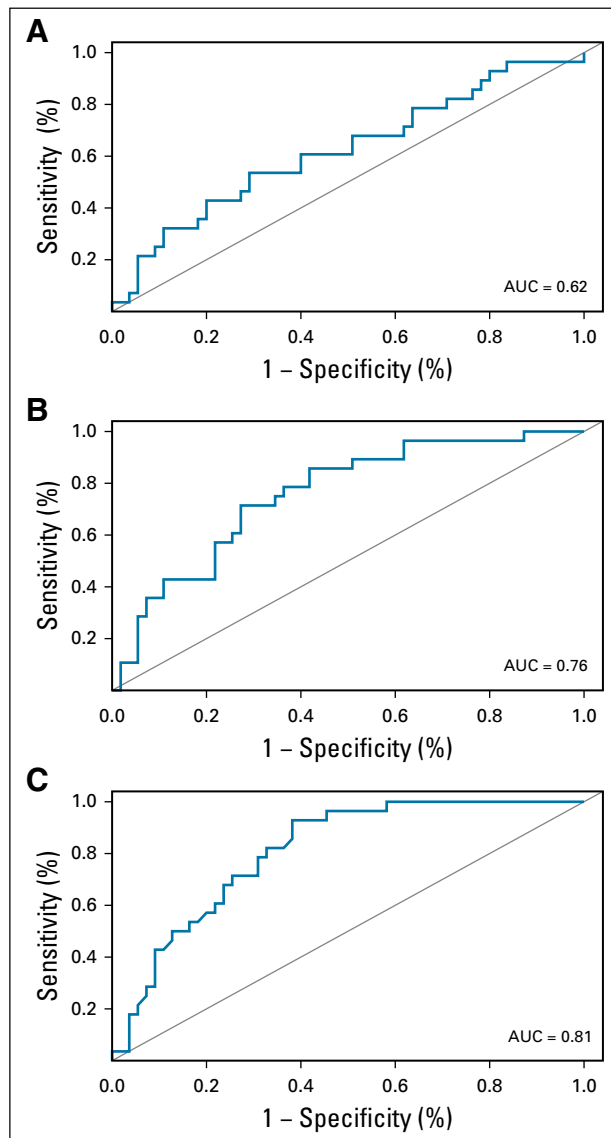 A
Sensitivity (%)
1.0
0.8
0.6
0.4
0.2
AUC = 0.62
0.0 0.2 0.4 0.6 0.8 1.0
1 – Specificity (%)
B
Sensitivity (%)
1.0
0.8
0.6
0.4
0.2
AUC = 0.76
0.0 0.2 0.4 0.6 0.8 1.0
1 – Specificity (%)
C
Sensitivity (%)
1.0
0.8
0.6
0.4
0.2
AUC = 0.81
0.0 0.2 0.4 0.6 0.8 1.0
1 – Specificity (%)